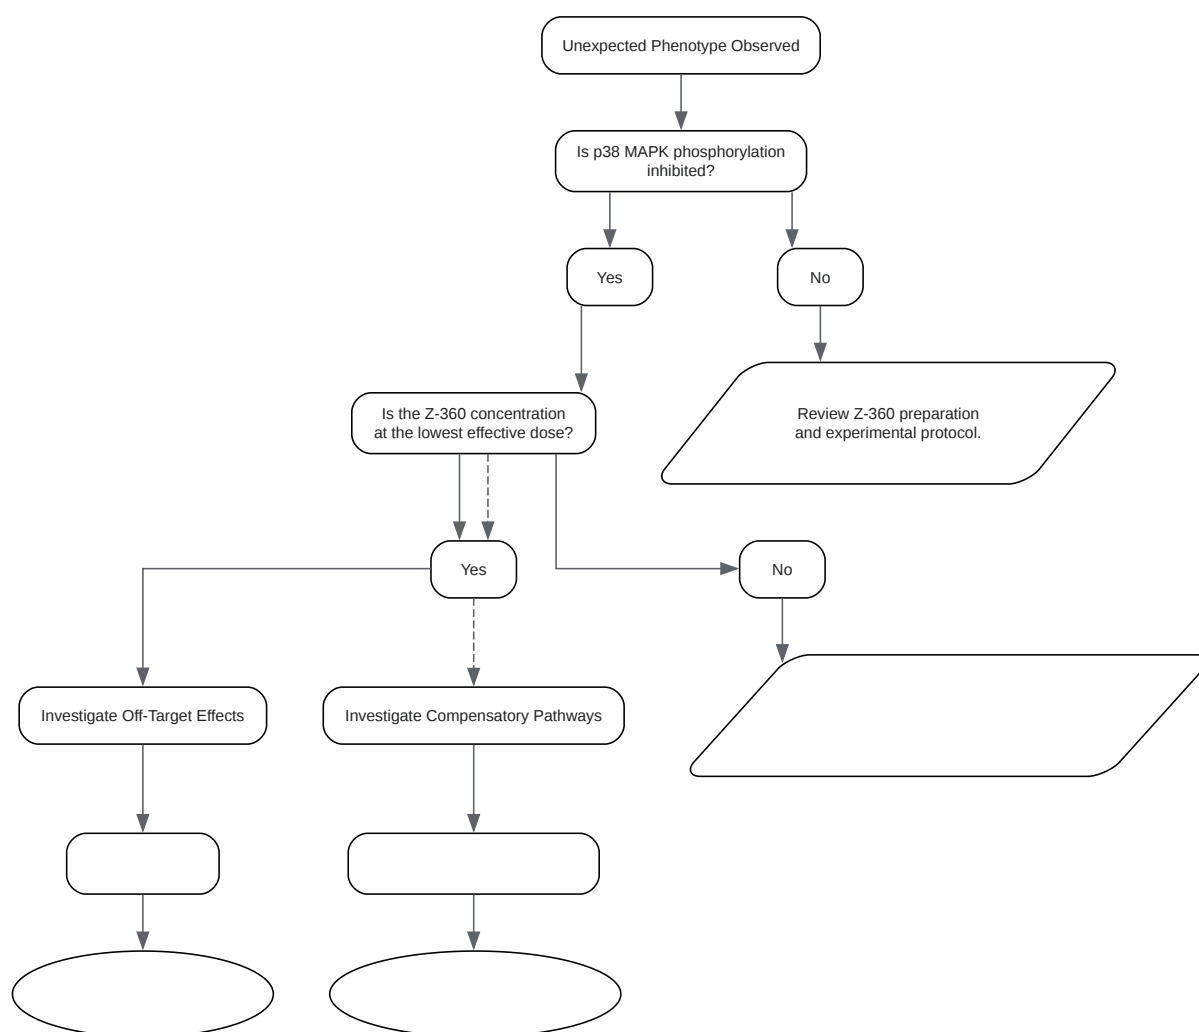 Unexpected Phenotype Observed
Is p38 MAPK phosphorylation
inhibited?
Yes
No
Is the Z-360 concentration
at the lowest effective dose?
Review Z-360 preparation
and experimental protocol.
Yes
No
Investigate Off-Target Effects
Investigate Compensatory Pathways